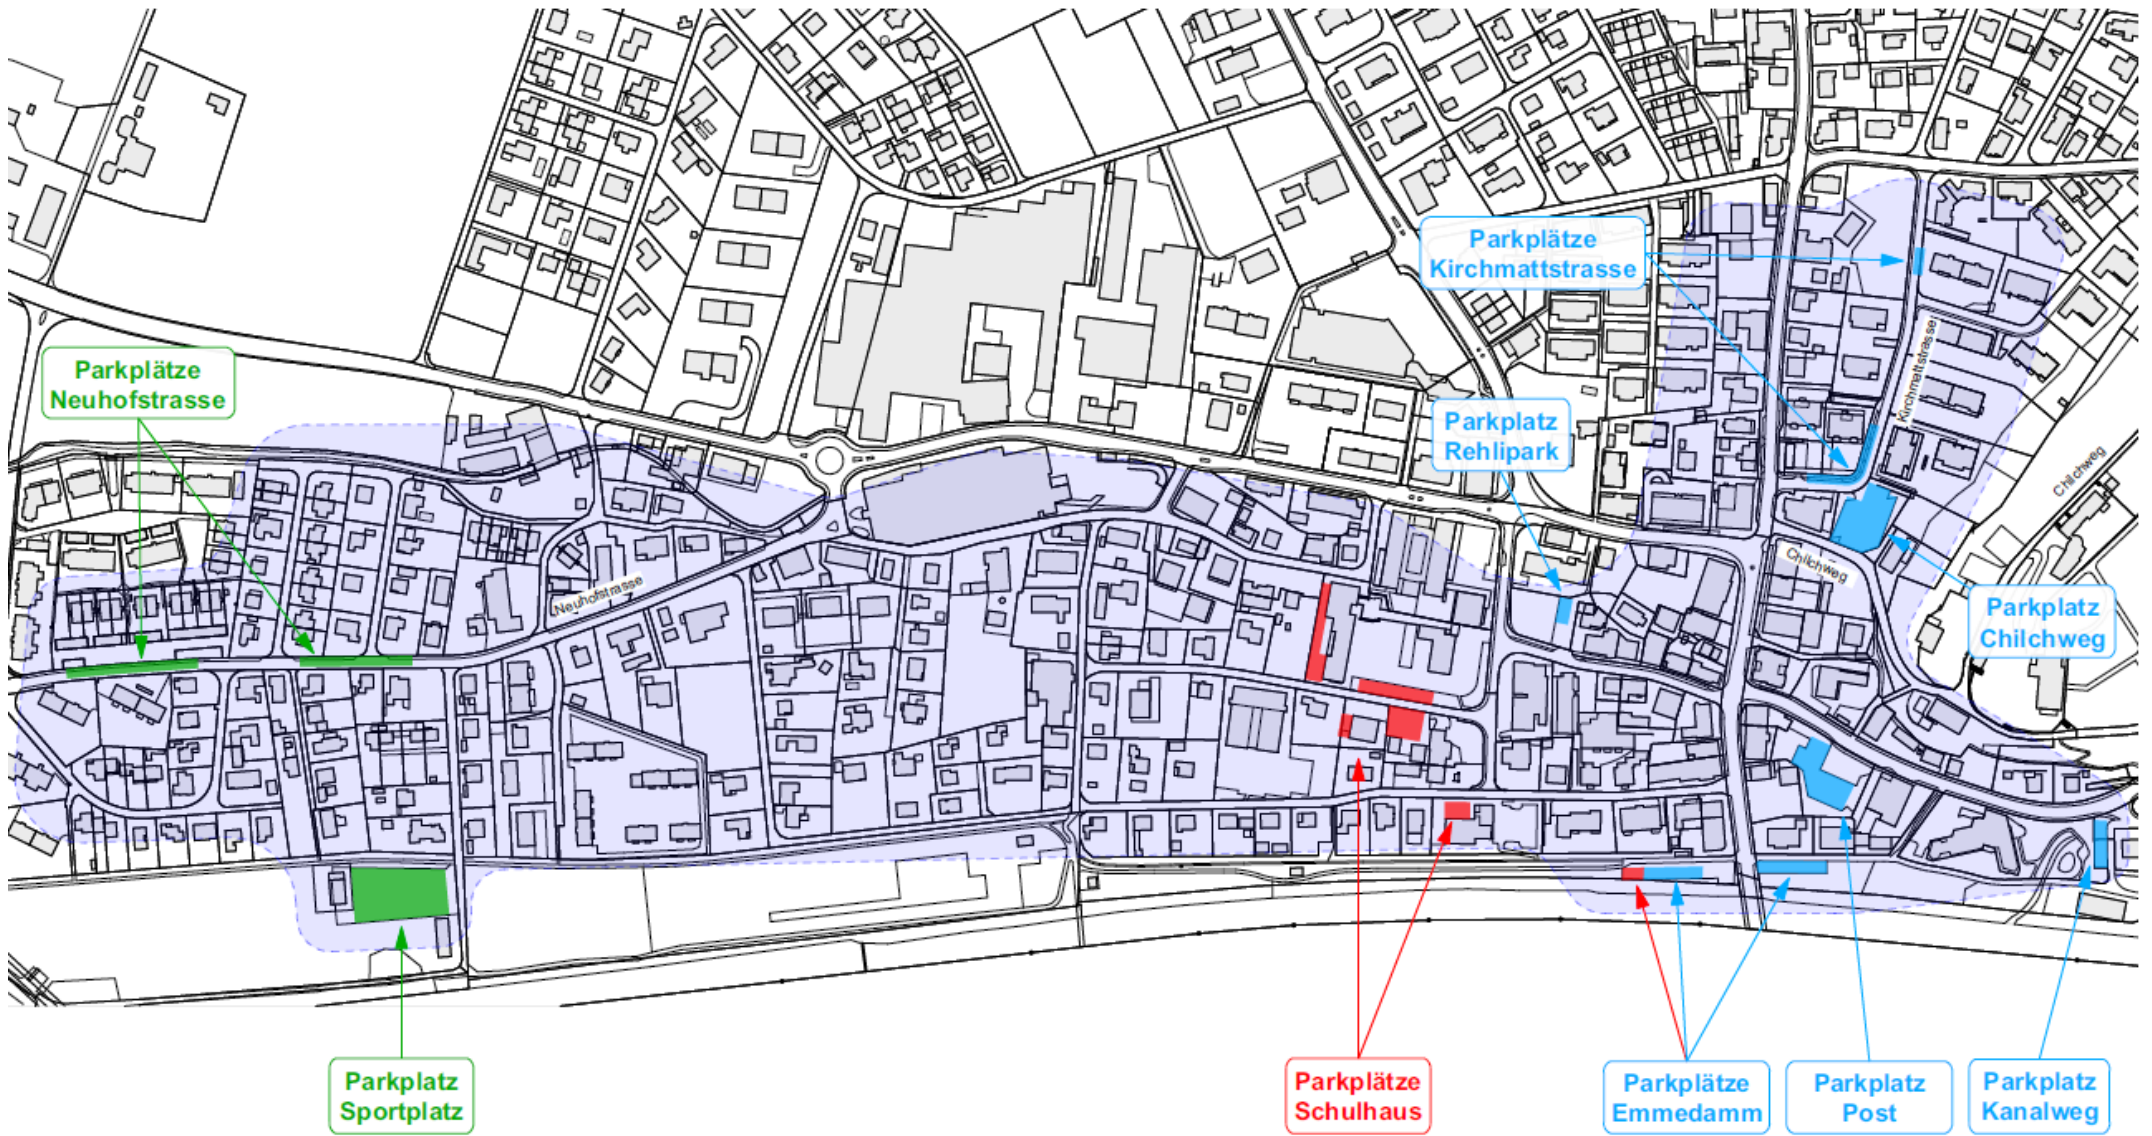 Parkplätze
Kirchmattstrasse
Kirchmattstrasse
Parkplätze
Neuhofstrasse
Parkplatz
Rehlipark
Chilchweg
Chilchweg
Neuhofstrasse
Parkplatz
Chilchweg
Parkplatz
Sportplatz
Parkplätze
Schulhaus
Parkplätze
Emmedamm
Parkplatz
Post
Parkplatz
Kanalweg